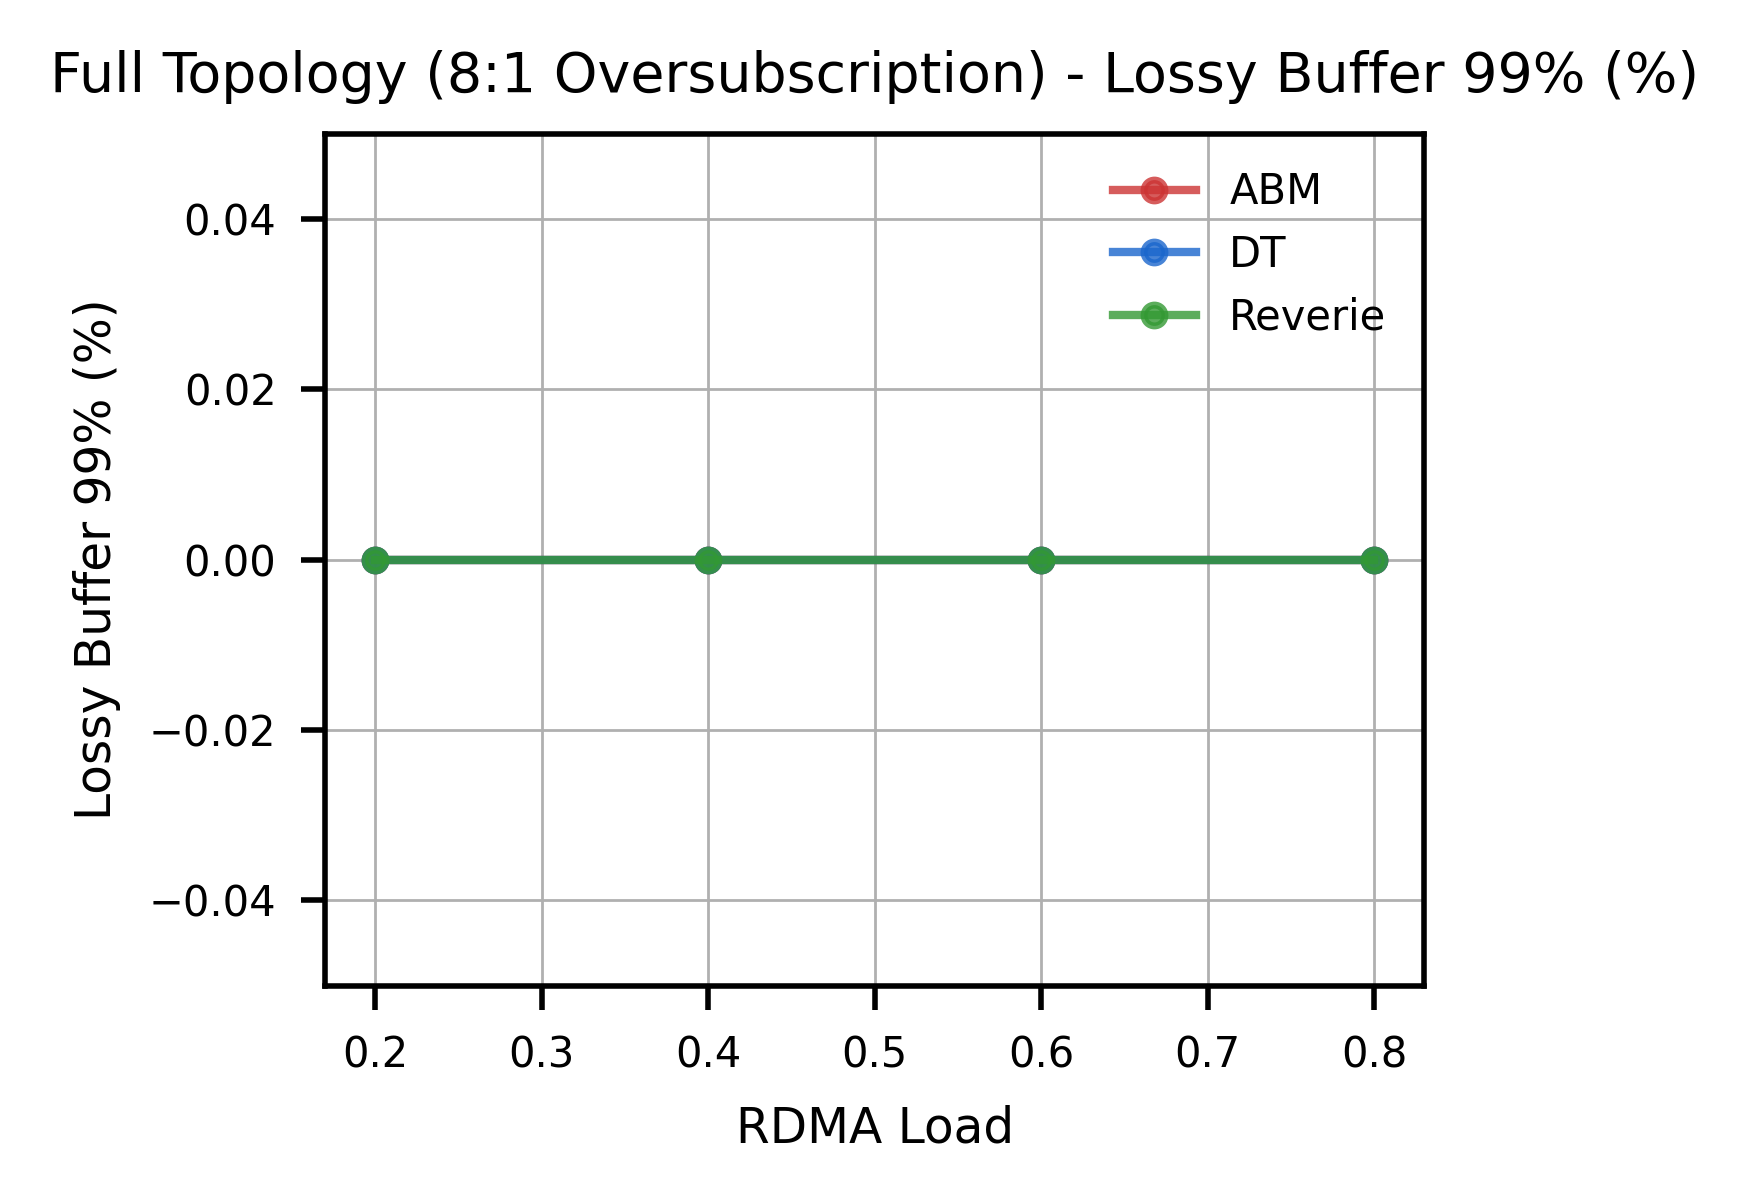 Full Topology (8:1 Oversubscription) - Lossy Buffer 99% (%)
ABM
DT
Reverie
Lossy Buffer 99% (%)
0.04
0.02
0.00
−0.02
−0.04
0.2 0.3 0.4 0.5 0.6 0.7 0.8
RDMA Load